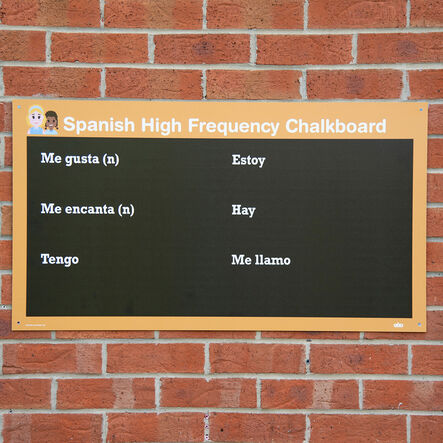 Spanish High Frequency Chalkboard
Me gusta (n)
Estoy
Me encanta (n)
Hay
Tengo
Me llamo